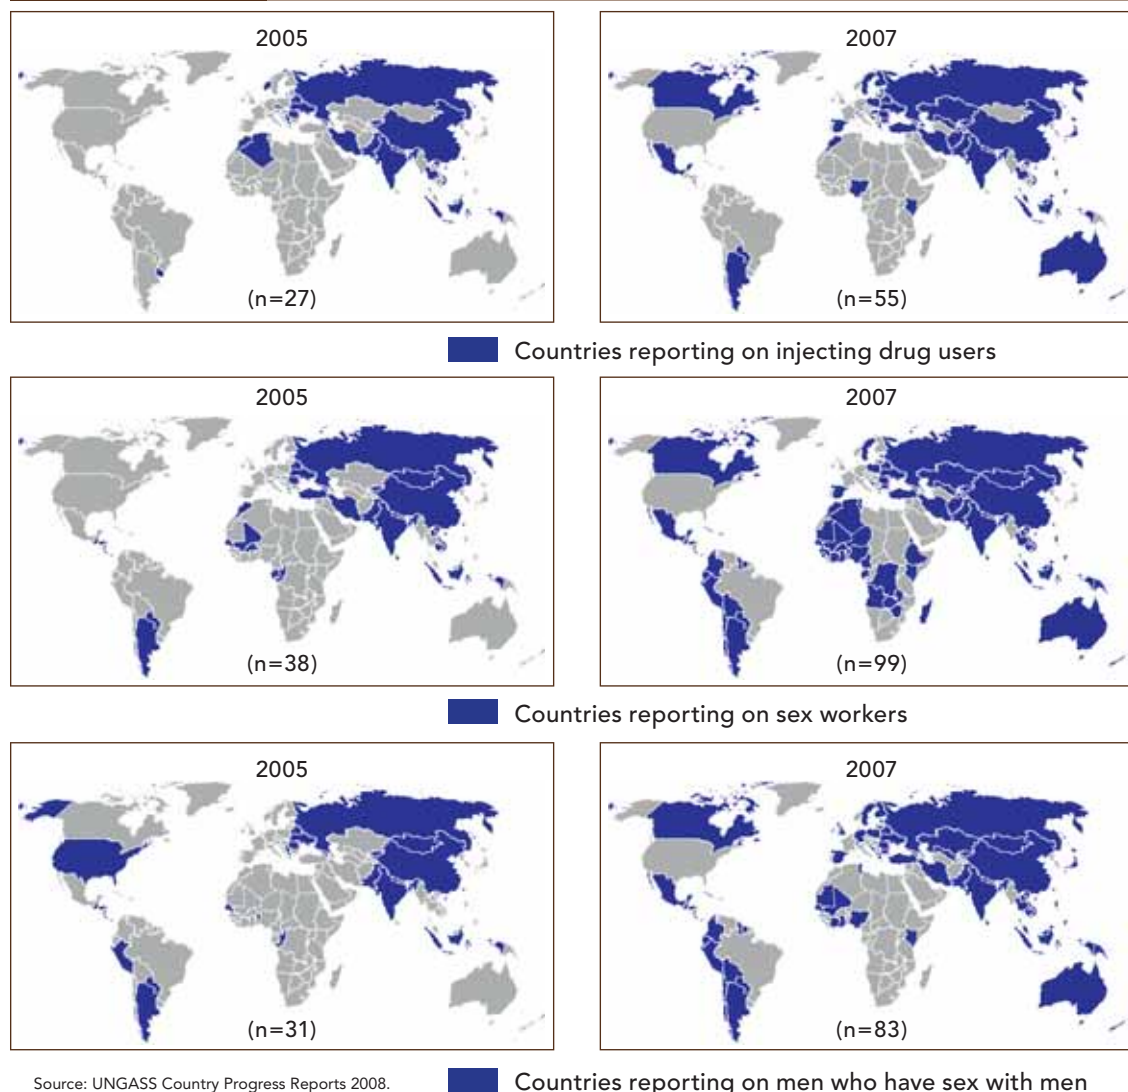 2005
2007
(n=27)
(n=55)
Countries reporting on injecting drug users
2005
2007
(n=38)
(n=99)
Countries reporting on sex workers
2005
2007
(n=31)
(n=83)
Source: UNGASS Country Progress Reports 2008.
Countries reporting on men who have sex with men